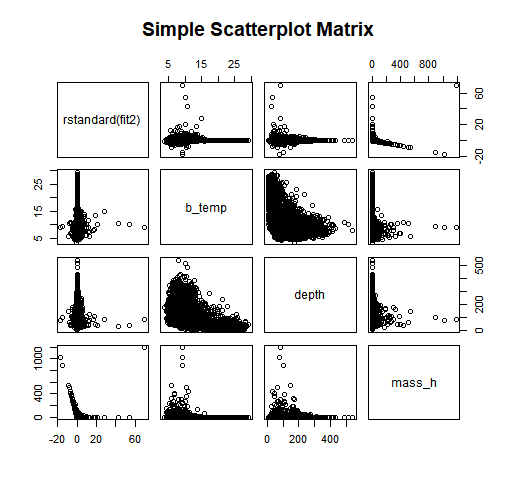 Simple Scatterplot Matrix
5 15 30 0 400 800
rstandard(fit2)
-20 20 60
5 15 25
b_temp
depth
0 200 500
0 400 1000
mass_h
-20 0 20 60 0 200 400